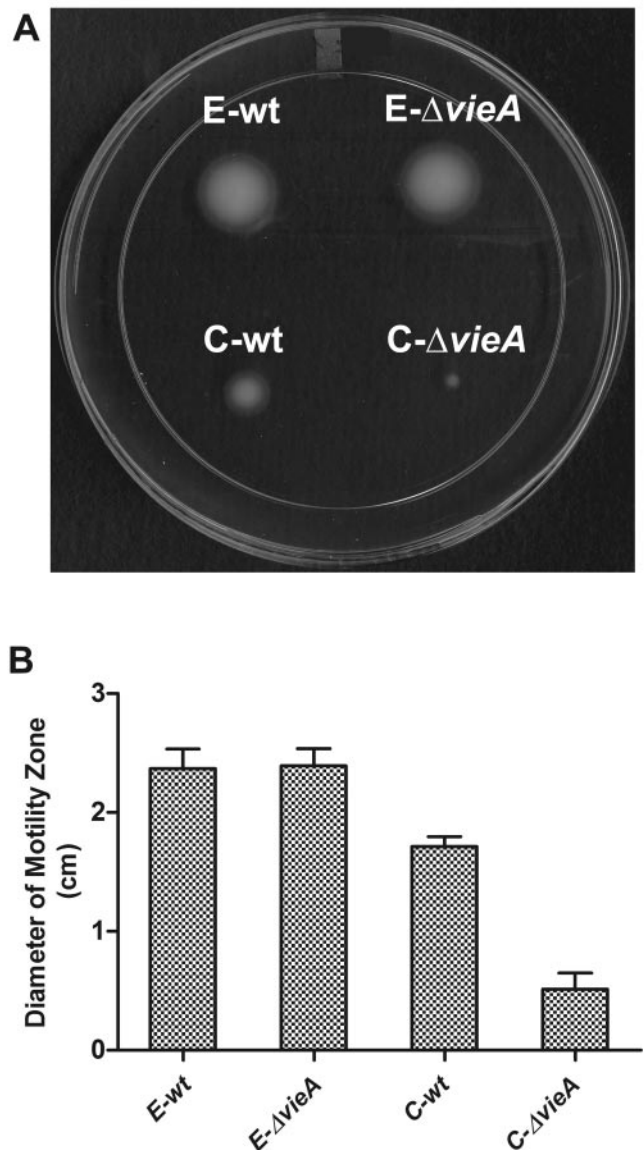 A
E-wt
E-ΔvieA
C-wt
C-ΔvieA
B
Diameter of Motility Zone
(cm)
3
2
1
0
E-wt
E-ΔvieA
C-wt
C-ΔvieA